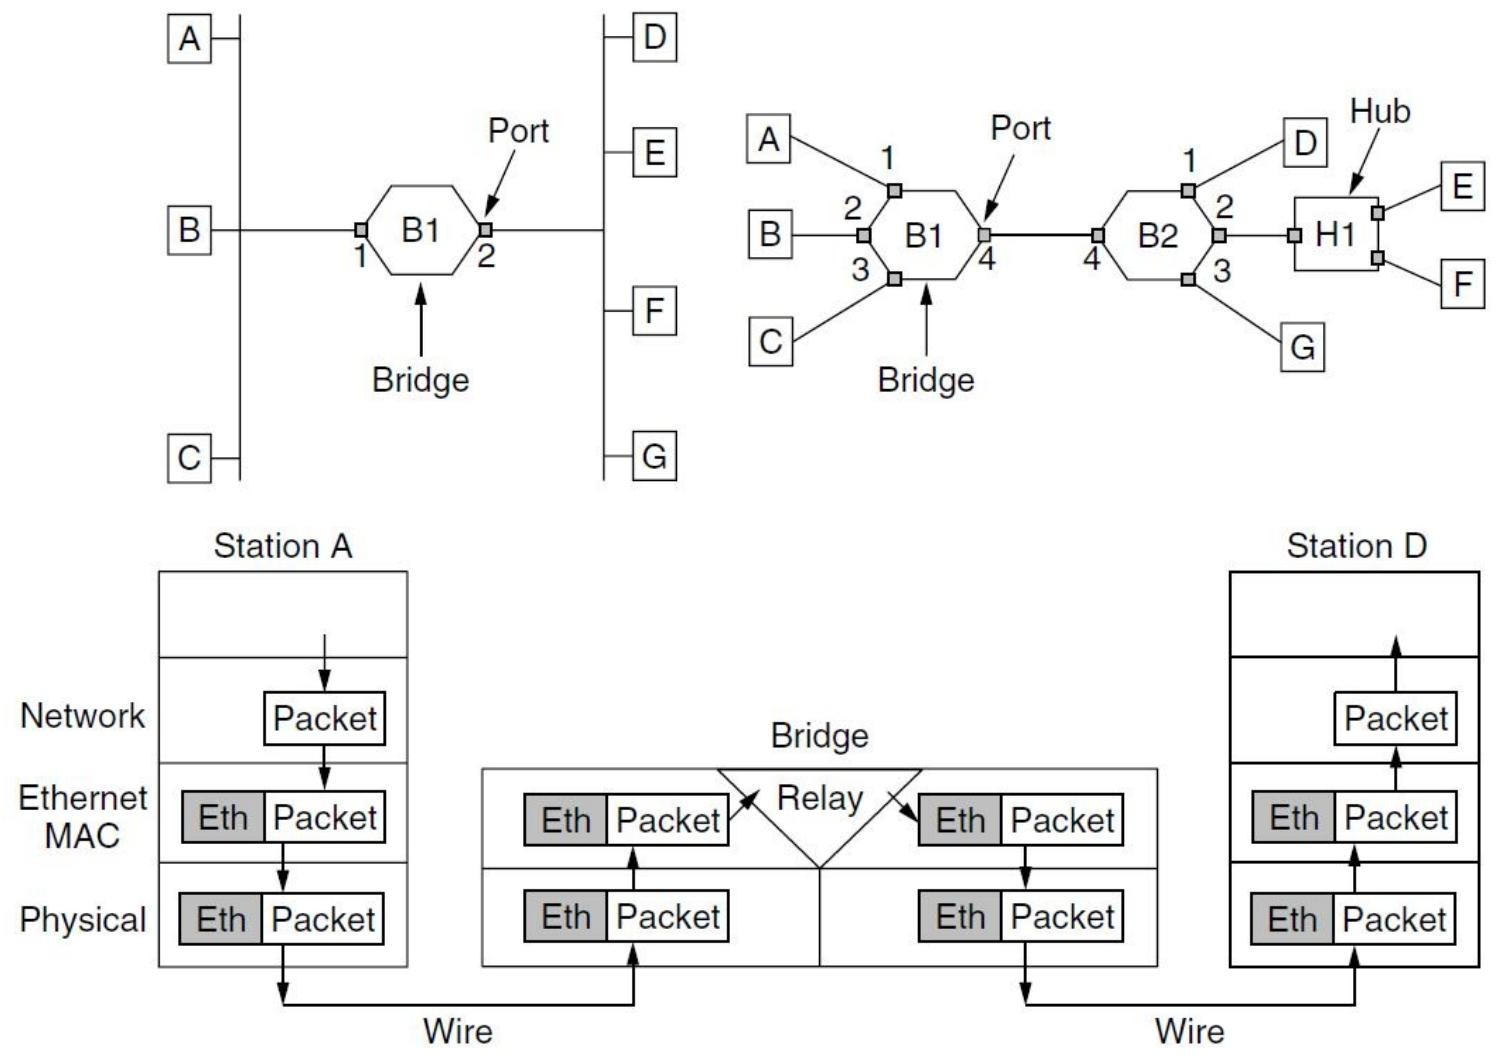 A
B
C
1
B1
2
Port
Bridge
D
E
F
G
A
B
C
1
2
3
B1
4
Port
Bridge
4
B2
1
2
3
D
G
Hub
H1
E
F
Station A
Station D
Network
Packet
Packet
Bridge
Ethernet
MAC
Eth Packet
Eth Packet
Relay
Eth Packet
Eth Packet
Physical
Eth Packet
Eth Packet
Eth Packet
Eth Packet
Wire
Wire